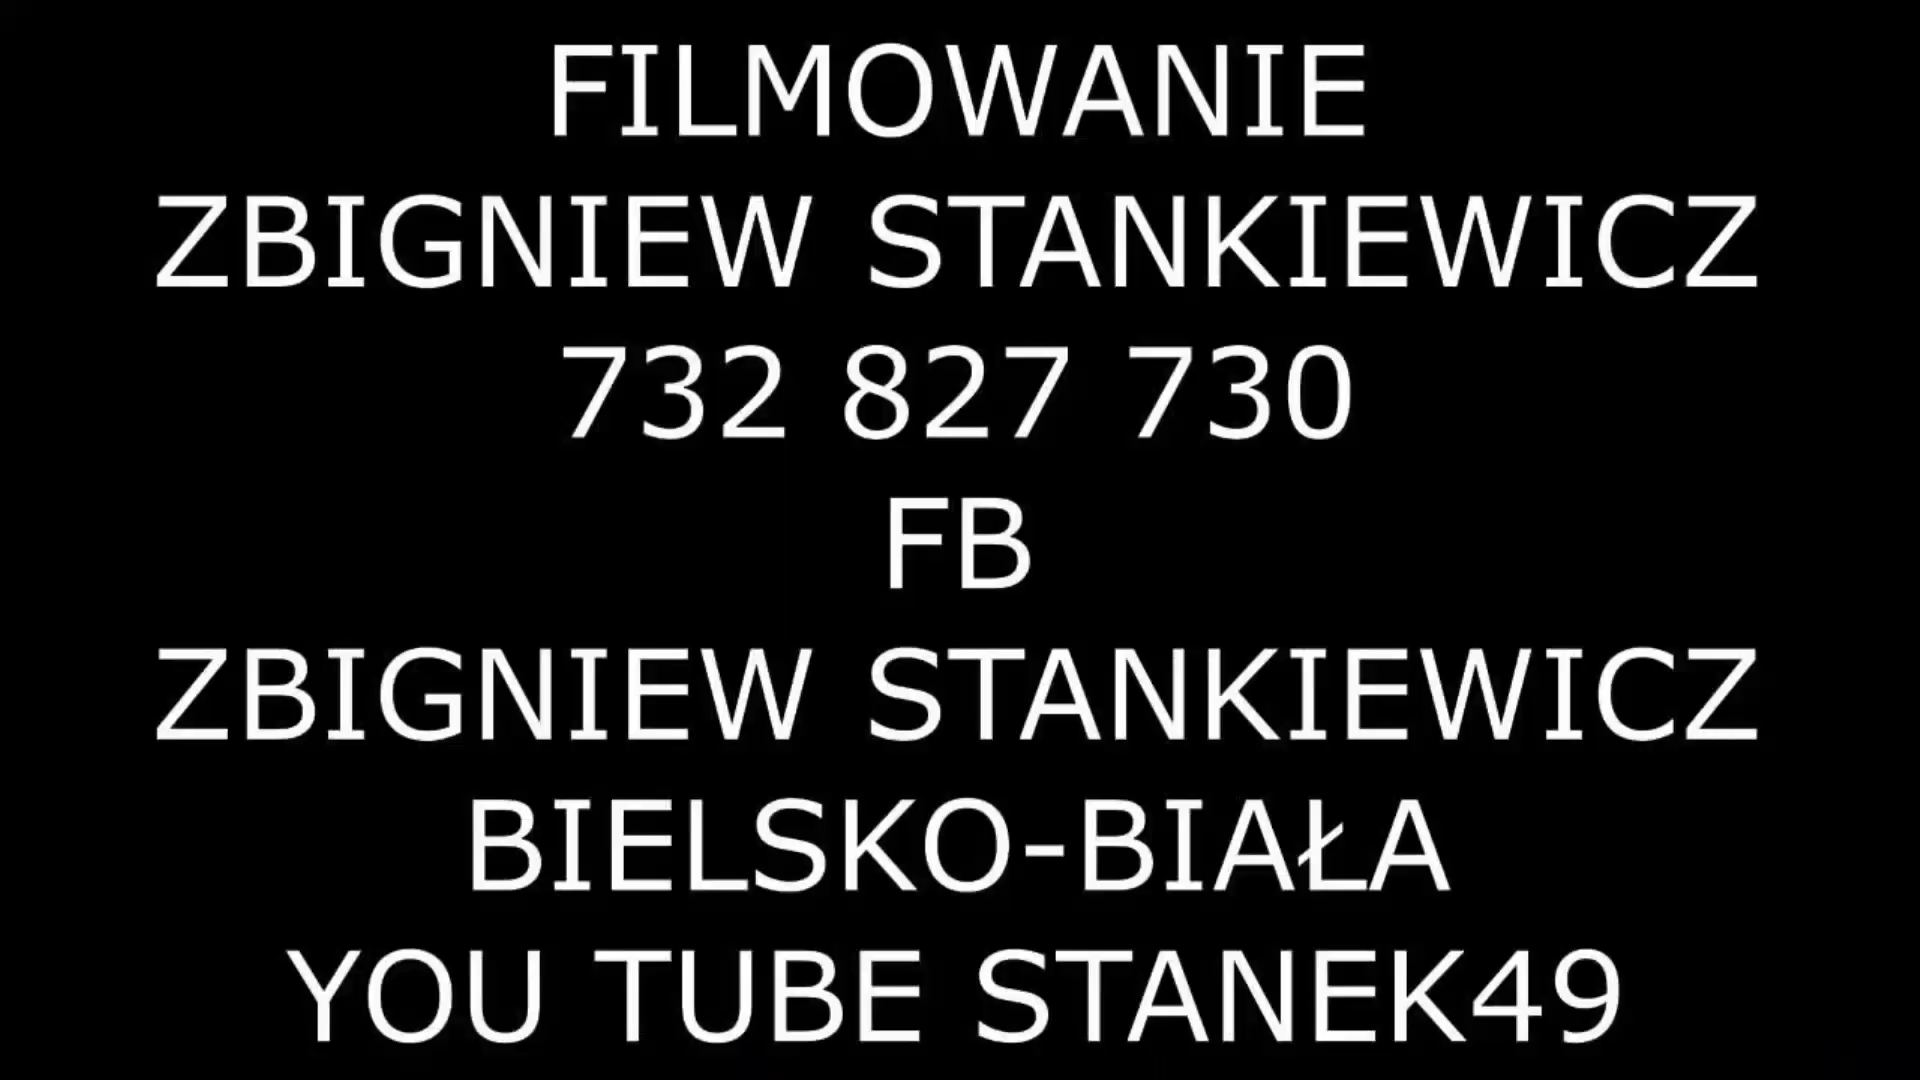 FILMOWANIE
ZBIGNIEW STANKIEWICZ
732 827 730
FB
ZBIGNIEW STANKIEWICZ
BIELSKO-BIAŁA
YOU TUBE STANEK49